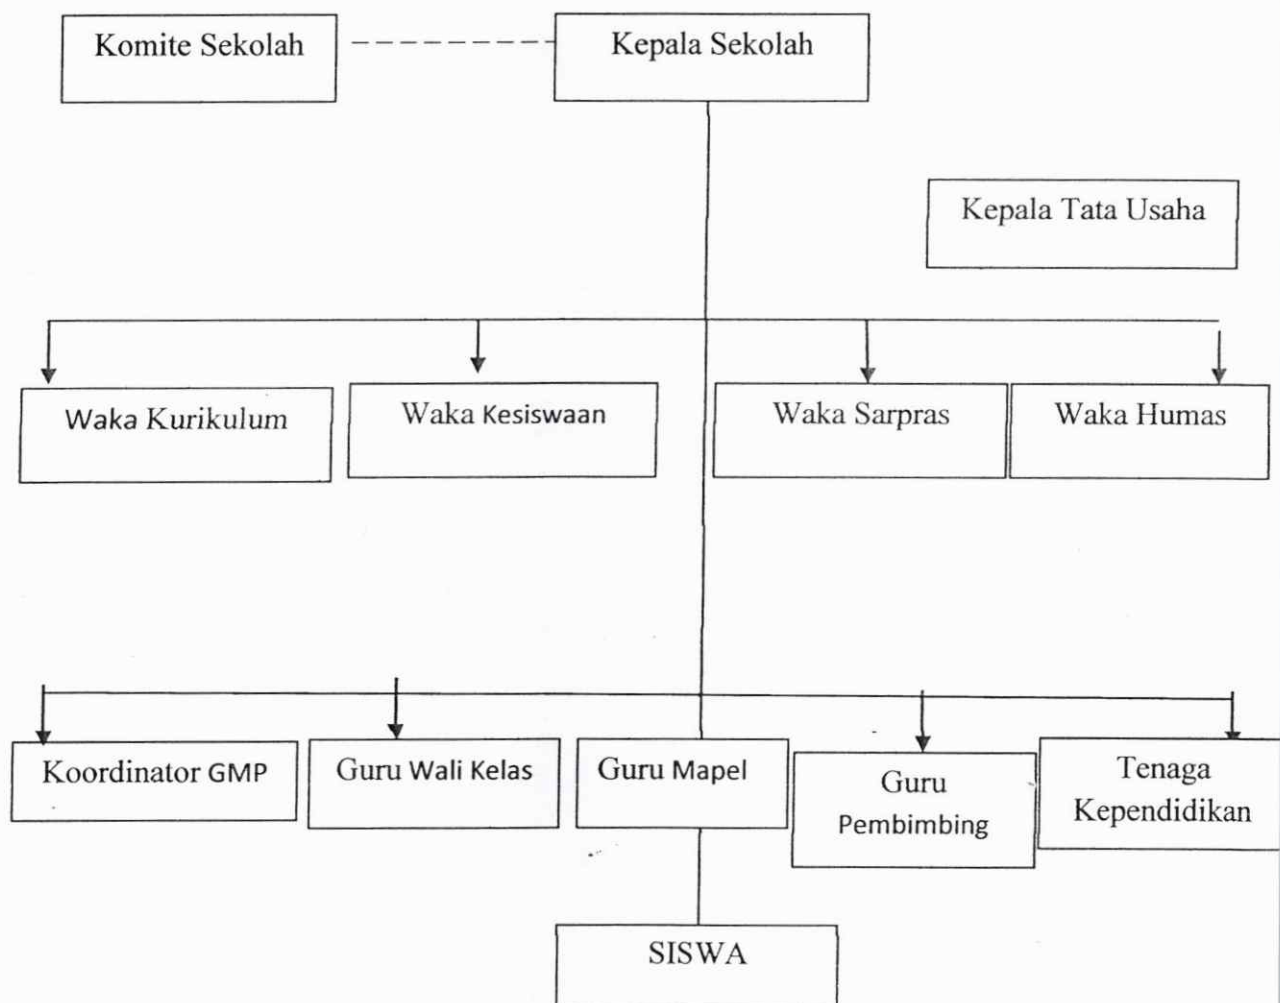 Komite Sekolah
Kepala Sekolah
Kepala Tata Usaha
Waka Kurikulum
Waka Kesiswaan
Waka Sarpras
Waka Humas
Koordinator GMP
Guru Wali Kelas
Guru Mapel
Guru
Pembimbing
Tenaga
Kependidikan
SISWA